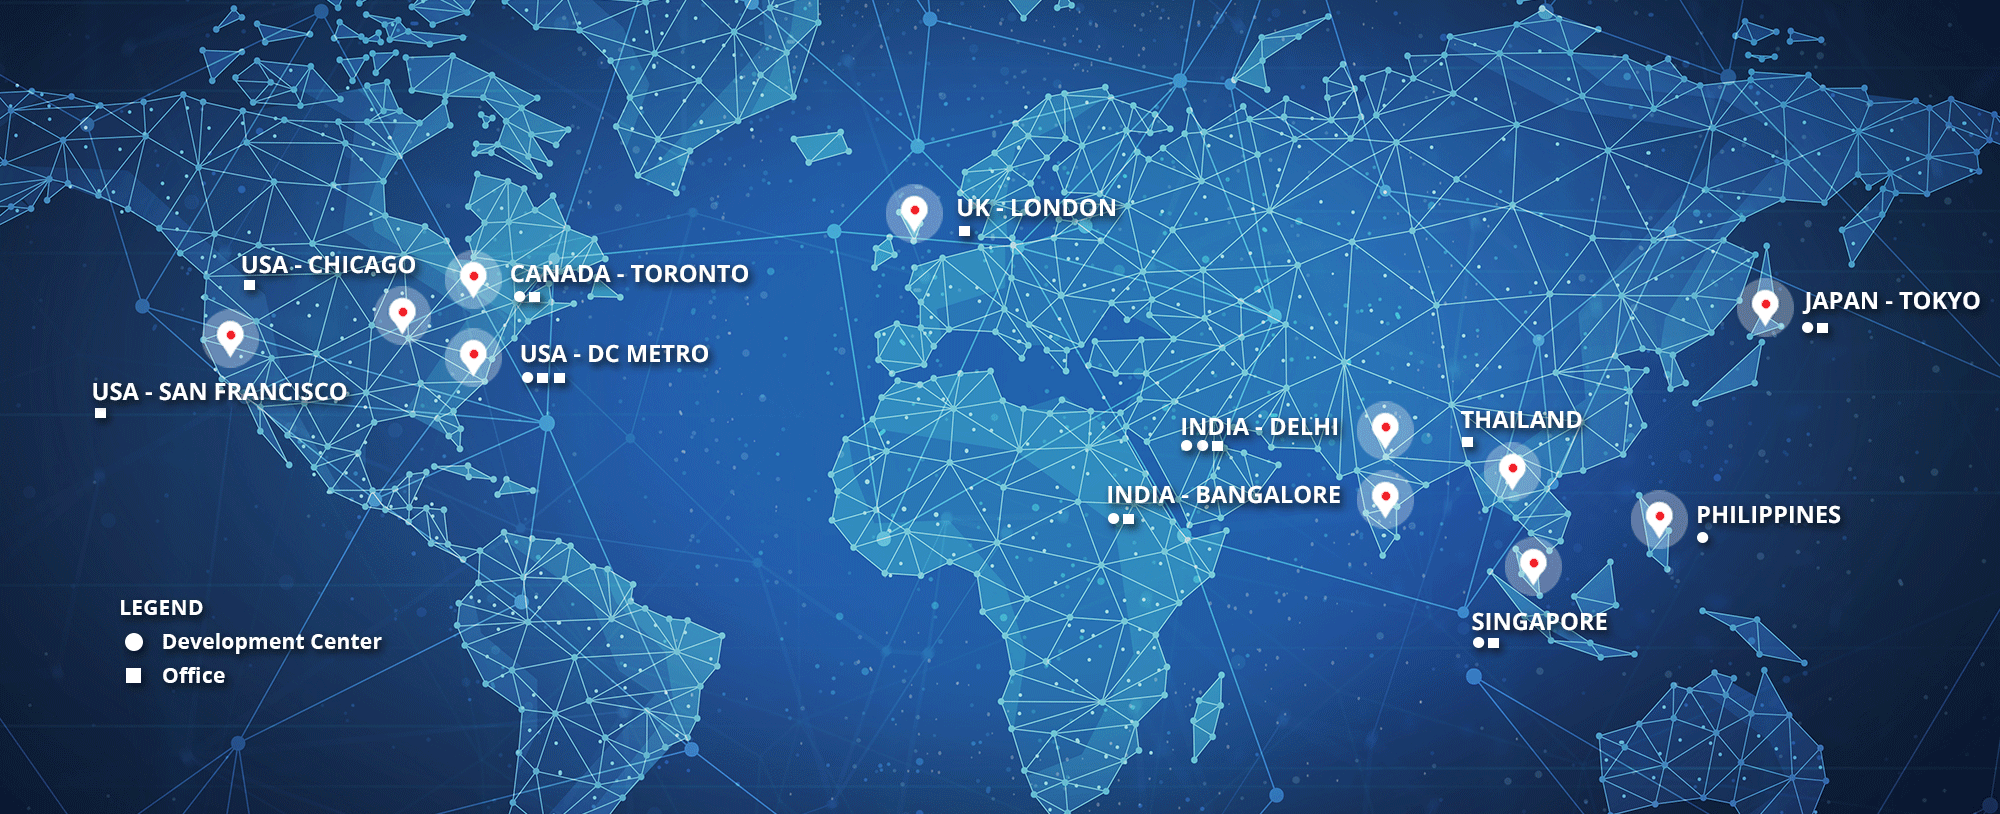 UK - LONDON
USA - CHICAGO
CANADA - TORONTO
JAPAN - TOKYO
USA - DC METRO
USA - SAN FRANCISCO
THAILAND
INDIA - DELHI
INDIA - BANGALORE
PHILIPPINES
SINGAPORE
LEGEND
Development Center
Office